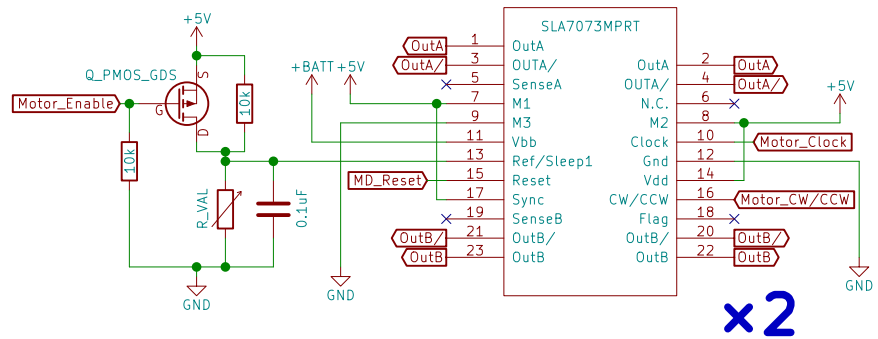 SLA7073MPRT
+5V
Q_PMOS_GDS
S
G
D
Motor_Enable
10k
10k
R_VAL
0.1uF
GND
+BATT
+5V
GND
MD_Reset
OutA 1 OutA
OutA/ 3 OUTA/
5 SenseA
7 M1
9 M3
11 Vbb
13 Ref/Sleep1
15 Reset
17 Sync
19 SenseB
OutB/ 21 OutB/
OutB 23 OutB
OutA 2 OutA
OUTA/ 4 OutA/
N.C. 6
M2 8
Clock 10 Motor_Clock
Gnd 12
Vdd 14
CW/CCW 16 Motor_CW/CCW
Flag 18
OutB/ 20 OutB/
OutB 22 OutB
+5V
GND
×2